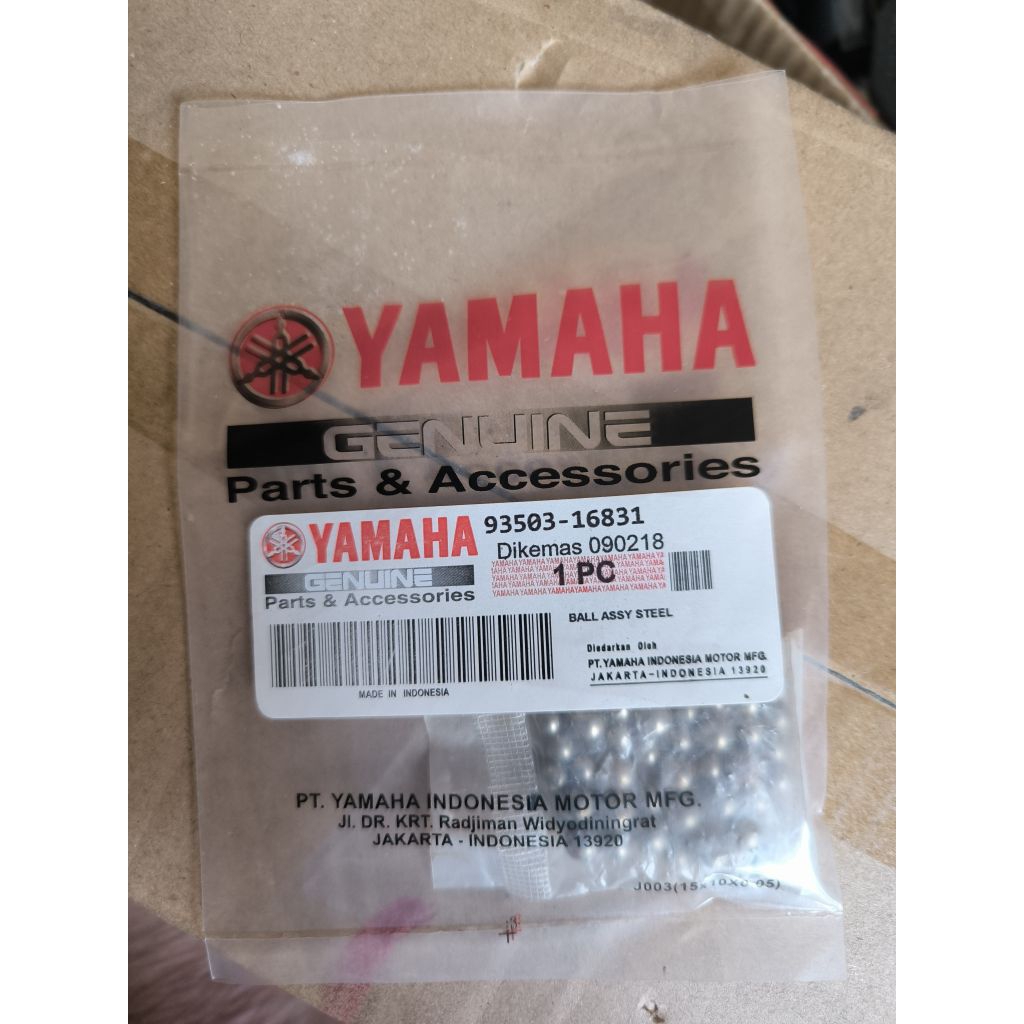 YAMAHA
GENUINE
Parts & Accessories
YAMAHA
GENUINE
Parts & Accessories
MADE IN INDONESIA
93503-16831
Dikemas 090218
1 PC
BALL ASSY STEEL
Diedarkan Oleh
PT.YAMAHA INDONESIA MOTOR MFG.
JAKARTA-INDONESIA 13920
PT. YAMAHA INDONESIA MOTOR MFG.
Jl. DR. KRT. Radjiman Widyodiningrat
JAKARTA - INDONESIA 13920